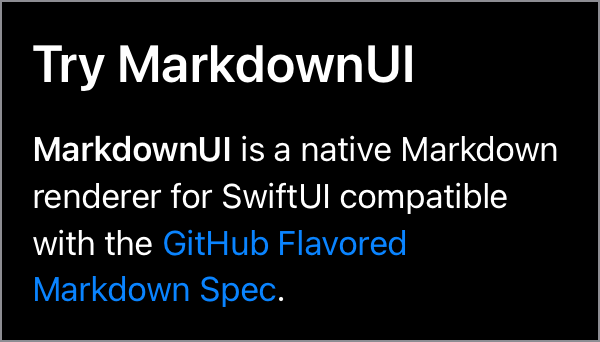 Try MarkdownUI
MarkdownUI is a native Markdown
renderer for SwiftUI compatible
with the GitHub Flavored
Markdown Spec.